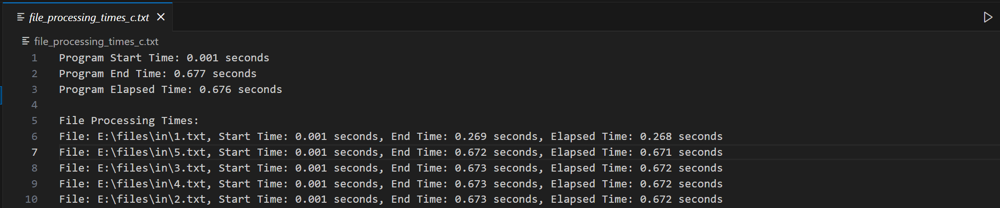 file_processing_times_c.txt
file_processing_times_c.txt
1 Program Start Time: 0.001 seconds
2 Program End Time: 0.677 seconds
3 Program Elapsed Time: 0.676 seconds
4
5 File Processing Times:
6 File: E:\files\in\1.txt, Start Time: 0.001 seconds, End Time: 0.269 seconds, Elapsed Time: 0.268 seconds
7 File: E:\files\in\5.txt, Start Time: 0.001 seconds, End Time: 0.672 seconds, Elapsed Time: 0.671 seconds
8 File: E:\files\in\3.txt, Start Time: 0.001 seconds, End Time: 0.673 seconds, Elapsed Time: 0.672 seconds
9 File: E:\files\in\4.txt, Start Time: 0.001 seconds, End Time: 0.673 seconds, Elapsed Time: 0.672 seconds
10 File: E:\files\in\2.txt, Start Time: 0.001 seconds, End Time: 0.673 seconds, Elapsed Time: 0.672 seconds